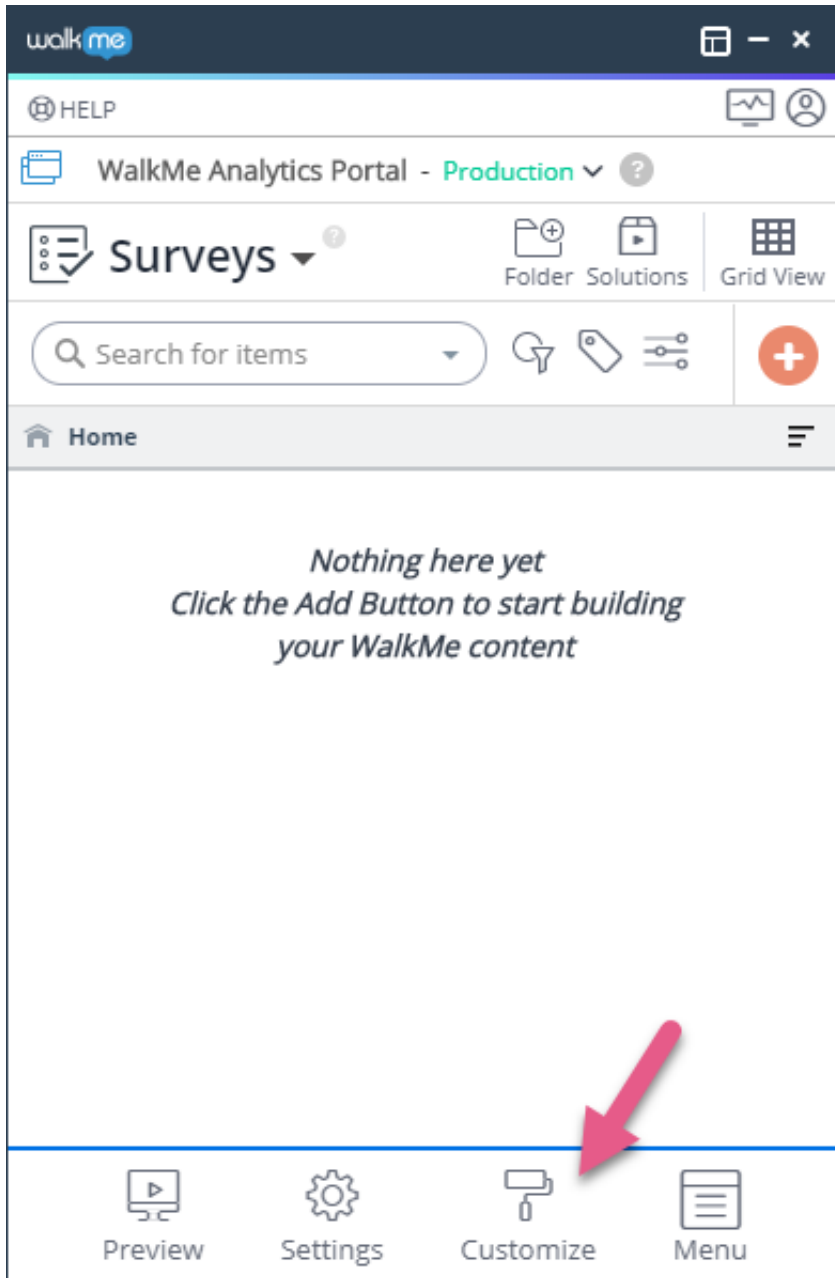 walkme
HELP
WalkMe Analytics Portal - Production ?
Surveys ?
Folder Solutions Grid View
Search for items
Home
Nothing here yet
Click the Add Button to start building
your WalkMe content
Preview Settings Customize Menu